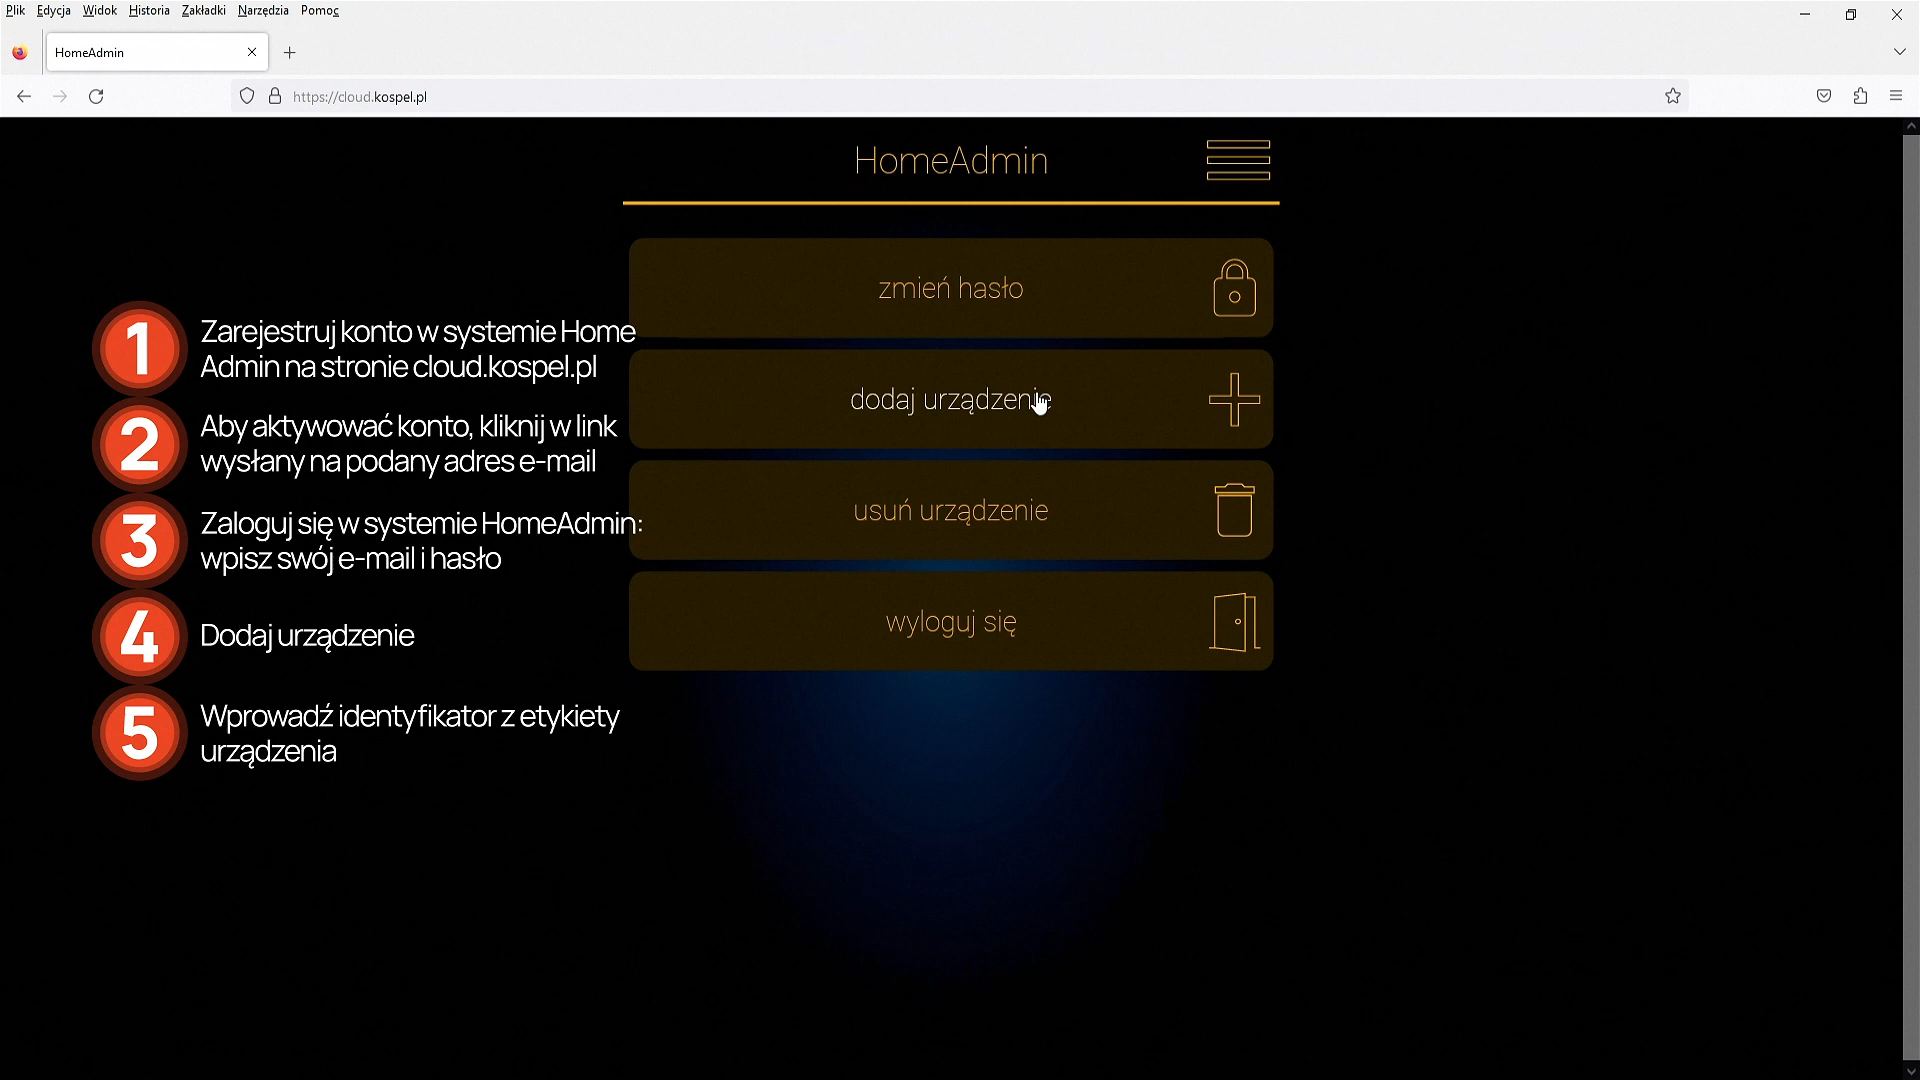 Plik Edycja Widok Historia Zakładki Narzędzia Pomoc
HomeAdmin
https://cloud.kospel.pl
HomeAdmin
zmień hasło
dodaj urządzenie
usuń urządzenie
wyloguj się
1 Zarejestruj konto w systemie Home
Admin na stronie cloud.kospel.pl
2 Aby aktywować konto, kliknij w link
wysłany na podany adres e-mail
3 Zaloguj się w systemie HomeAdmin:
wpisz swój e-mail i hasło
4 Dodaj urządzenie
5 Wprowadź identyfikator z etykiety
urządzenia